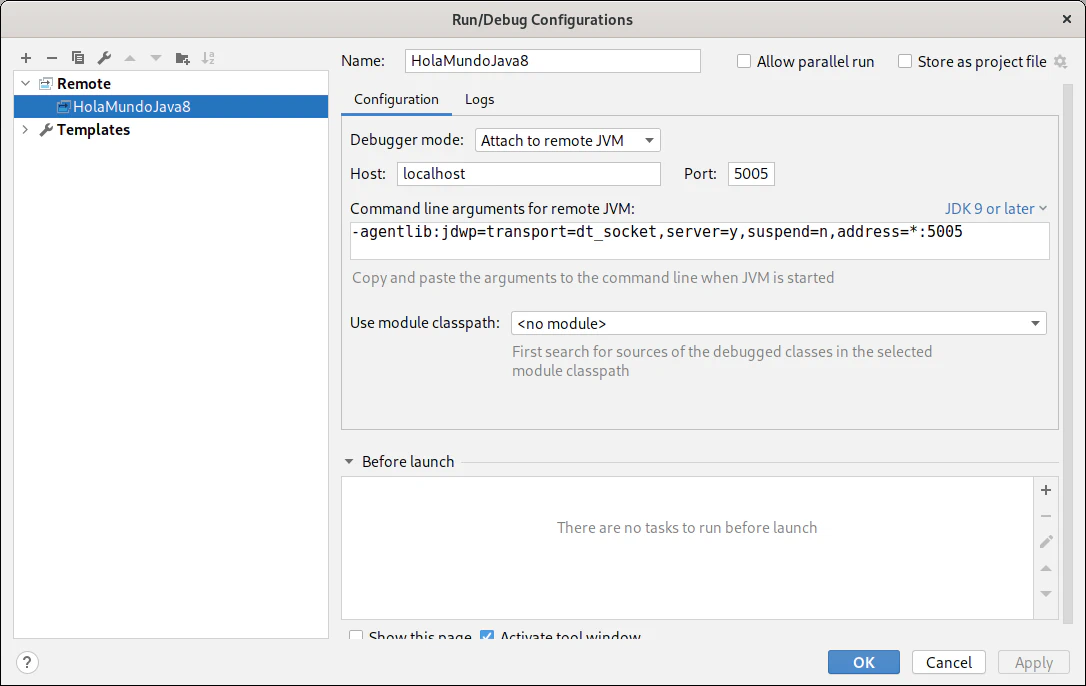 Run/Debug Configurations
Name: HolaMundoJava8 Allow parallel run Store as project file
Remote
HolaMundoJava8
Templates
Configuration Logs
Debugger mode: Attach to remote JVM
Host: localhost Port: 5005
Command line arguments for remote JVM: JDK 9 or later
-agentlib:jdwp=transport=dt_socket,server=y,suspend=n,address=*:5005
Copy and paste the arguments to the command line when JVM is started
Use module classpath: <no module>
First search for sources of the debugged classes in the selected
module classpath
Before launch
There are no tasks to run before launch
Show this page Activate tool window
? OK Cancel Apply